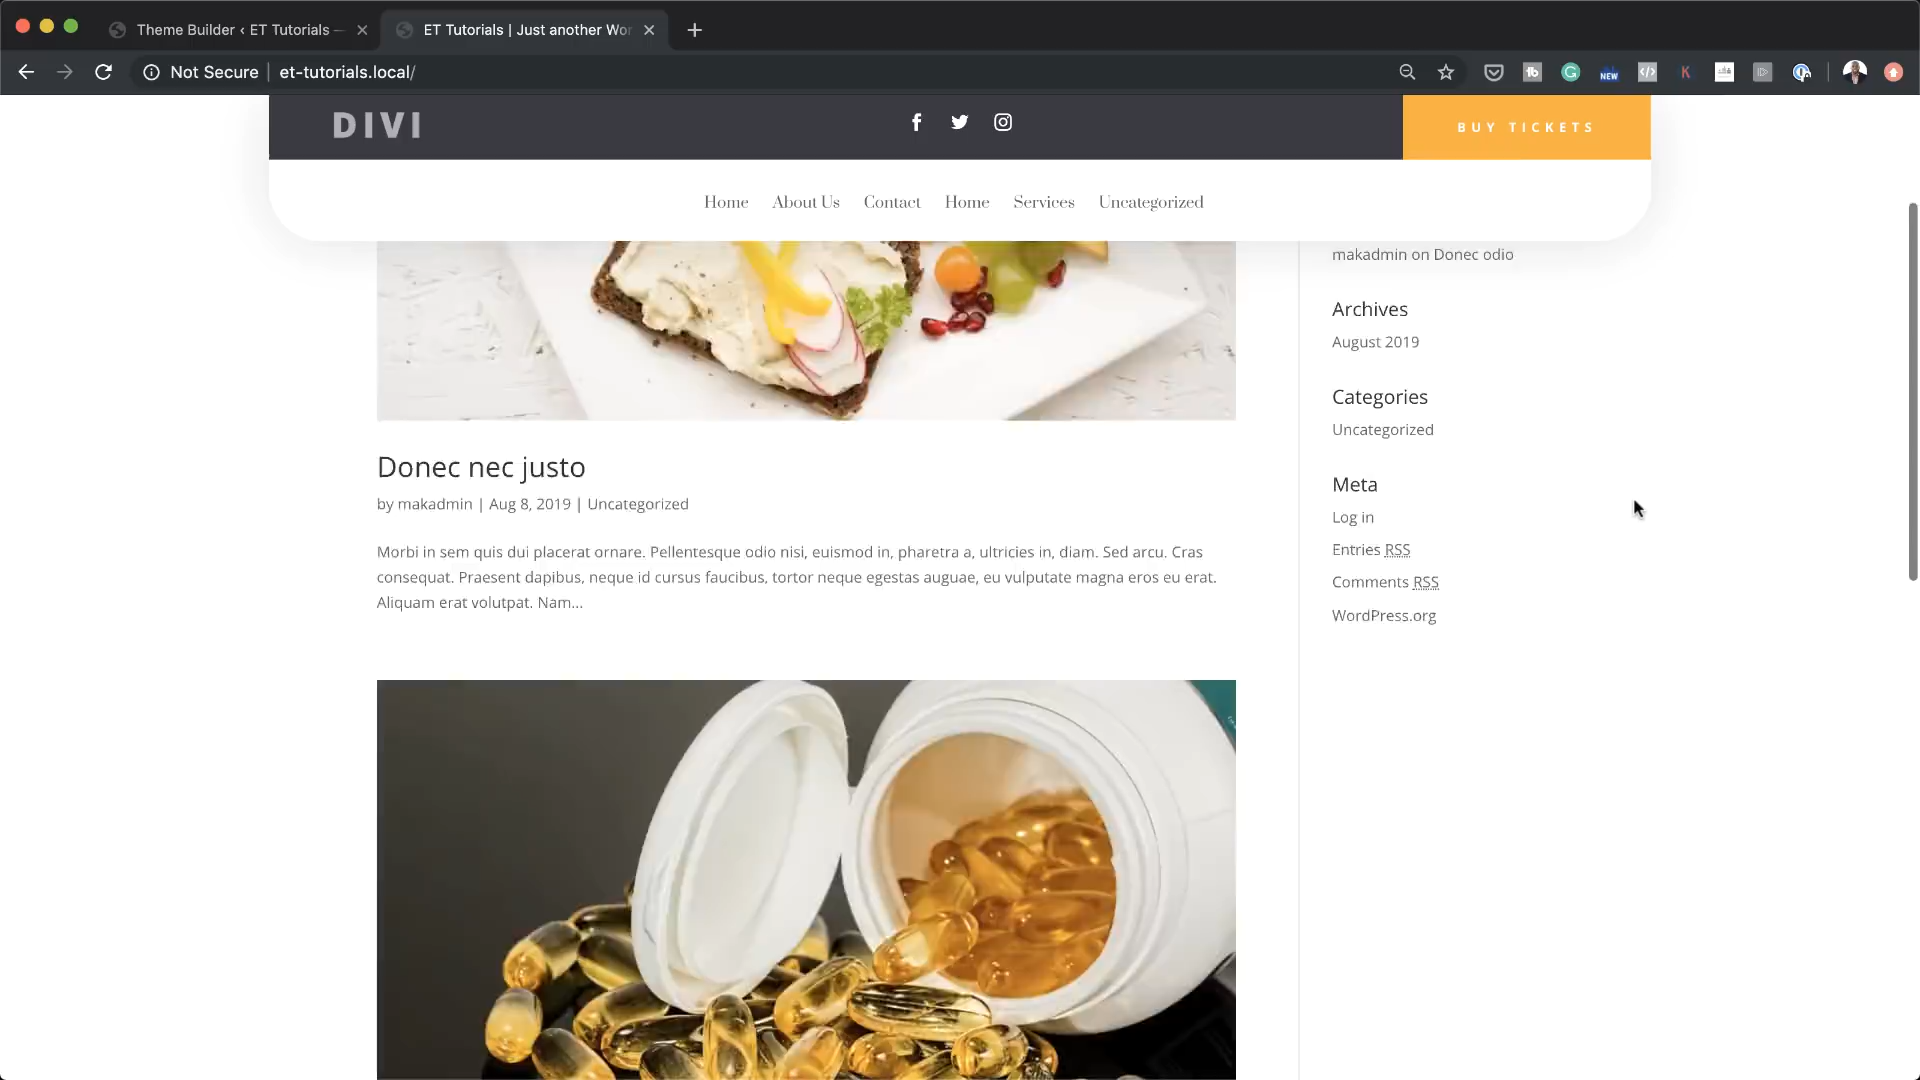 Theme Builder ‹ ET Tutorials —
ET Tutorials | Just another Wor
Not Secure
et-tutorials.local/
NEW
DIVI
BUY TICKETS
Home
About Us
Contact
Home
Services
Uncategorized
makadmin on Donec odio
Archives
August 2019
Categories
Uncategorized
Donec nec justo
by makadmin | Aug 8, 2019 | Uncategorized
Morbi in sem quis dui placerat ornare. Pellentesque odio nisi, euismod in, pharetra a, ultricies in, diam. Sed arcu. Cras
consequat. Praesent dapibus, neque id cursus faucibus, tortor neque egestas auguae, eu vulputate magna eros eu erat.
Aliquam erat volutpat. Nam...
Meta
Log in
Entries RSS
Comments RSS
WordPress.org